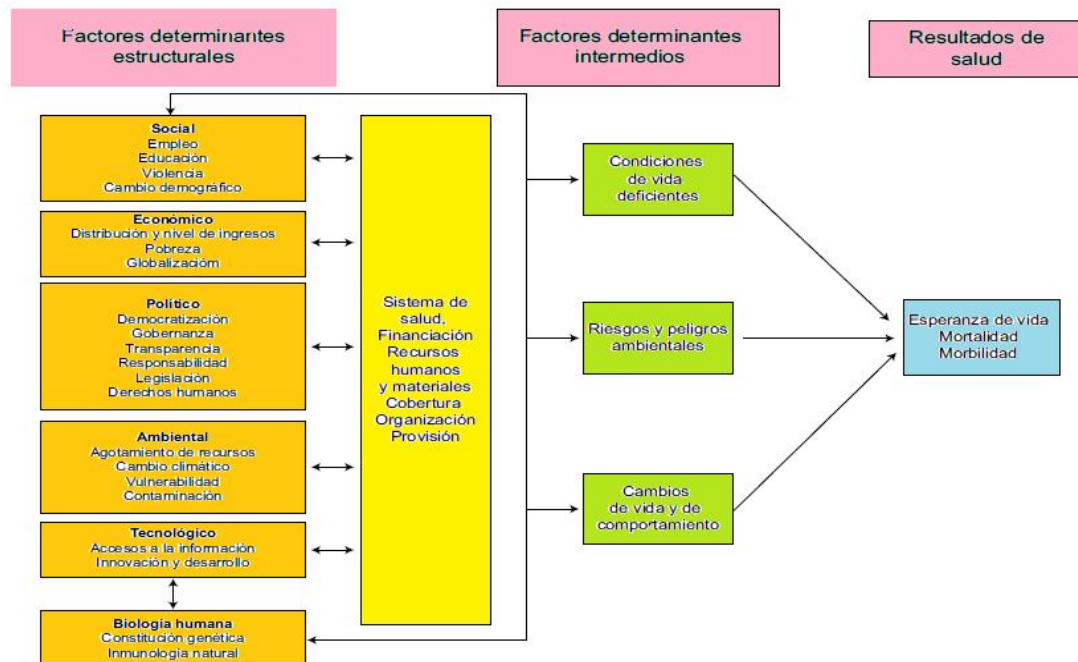 Factores determinantes
estructurales
Factores determinantes
intermedios
Resultados de
salud
Social
Empleo
Educación
Violencia
Cambio demográfico
Económico
Distribución y nivel de ingresos
Pobreza
Globalizacióm
Político
Democratización
Gobernanza
Transparencia
Responsabilidad
Legislación
Derechos humanos
Ambiental
Agotamiento de recursos
Cambio climático
Vulnerabilidad
Contaminación
Tecnológico
Accesos a la información
Innovación y desarrollo
Biología humana
Constitución genética
Inmunología natural
Sistema de
salud,
Financiación
Recursos
humanos
y materiales
Cobertura
Organización
Provisión
Condiciones
de vida
deficientes
Riesgos y peligros
ambientales
Cambios
de vida y de
comportamiento
Esperanza de vida
Mortalidad
Morbilidad